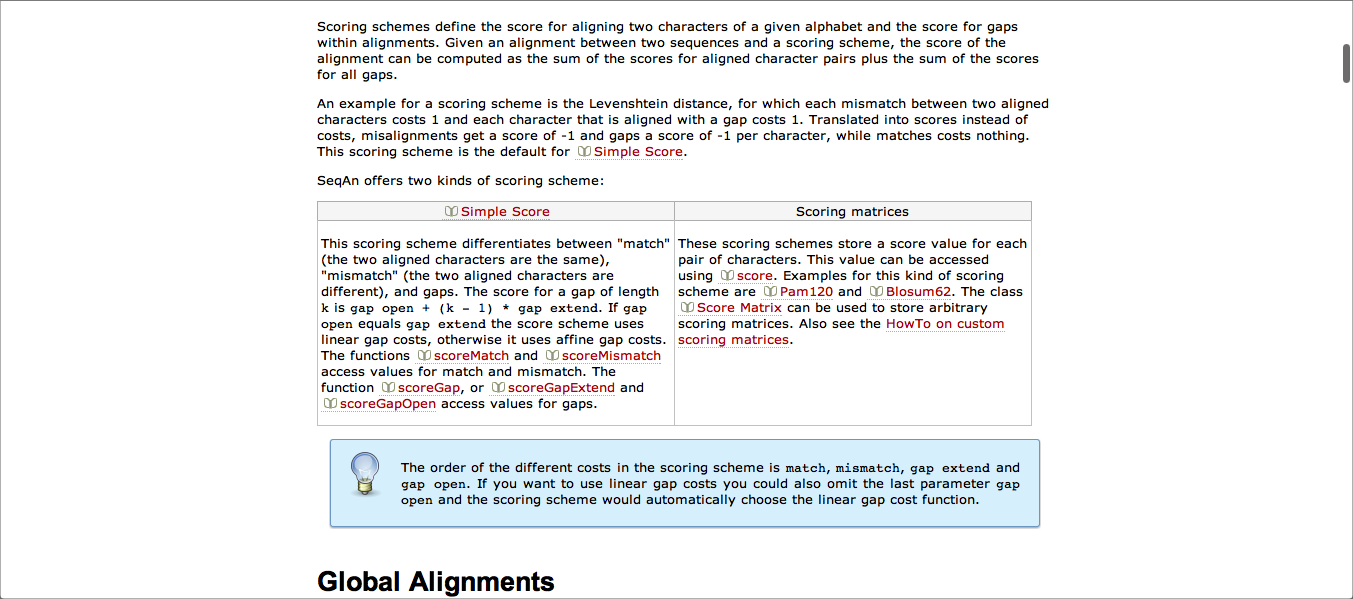 Scoring schemes define the score for aligning two characters of a given alphabet and the score for gaps
within alignments. Given an alignment between two sequences and a scoring scheme, the score of the
alignment can be computed as the sum of the scores for aligned character pairs plus the sum of the scores
for all gaps.
An example for a scoring scheme is the Levenshtein distance, for which each mismatch between two aligned
characters costs 1 and each character that is aligned with a gap costs 1. Translated into scores instead of
costs, misalignments get a score of -1 and gaps a score of -1 per character, while matches costs nothing.
This scoring scheme is the default for Simple Score.
SeqAn offers two kinds of scoring scheme:
Simple Score
This scoring scheme differentiates between "match"
(the two aligned characters are the same),
"mismatch" (the two aligned characters are
different), and gaps. The score for a gap of length
k is gap open + (k - 1) * gap extend. If gap
open equals gap extend the score scheme uses
linear gap costs, otherwise it uses affine gap costs.
The functions scoreMatch and scoreMismatch
access values for match and mismatch. The
function scoreGap, or scoreGapExtend and
scoreGapOpen access values for gaps.
Scoring matrices
These scoring schemes store a score value for each
pair of characters. This value can be accessed
using score. Examples for this kind of scoring
scheme are Pam120 and Blosum62. The class
Score Matrix can be used to store arbitrary
scoring matrices. Also see the HowTo on custom
scoring matrices.
The order of the different costs in the scoring scheme is match, mismatch, gap extend and
gap open. If you want to use linear gap costs you could also omit the last parameter gap
open and the scoring scheme would automatically choose the linear gap cost function.
Global Alignments